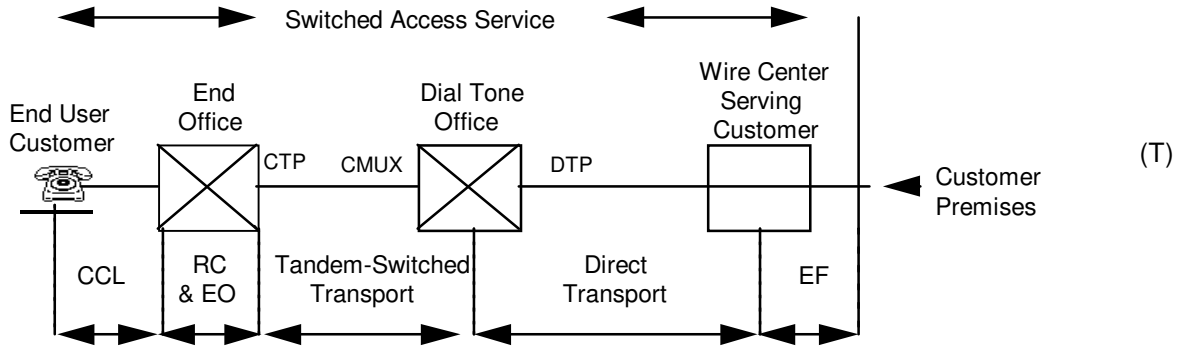 Switched Access Service
Wire Center
Serving
Customer
End
Office
Dial Tone
Office
End User
Customer
CTP
CMUX
DTP
(T)
Customer
Premises
CCL
RC
& EO
Tandem-Switched
Transport
Direct
Transport
EF